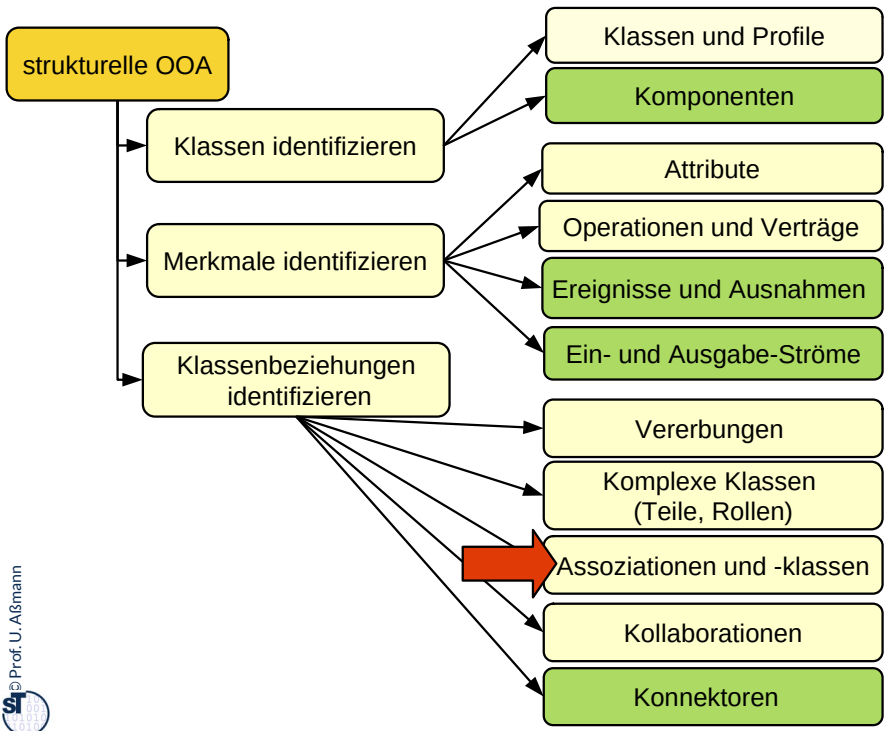 strukturelle OOA
Klassen identifizieren
Merkmale identifizieren
Klassenbeziehungen
identifizieren
Klassen und Profile
Komponenten
Attribute
Operationen und Verträge
Ereignisse und Ausnahmen
Ein- und Ausgabe-Ströme
Vererbungen
Komplexe Klassen
(Teile, Rollen)
Assoziationen und -klassen
Kollaborationen
Konnektoren
© Prof. U. Aßmann
ST